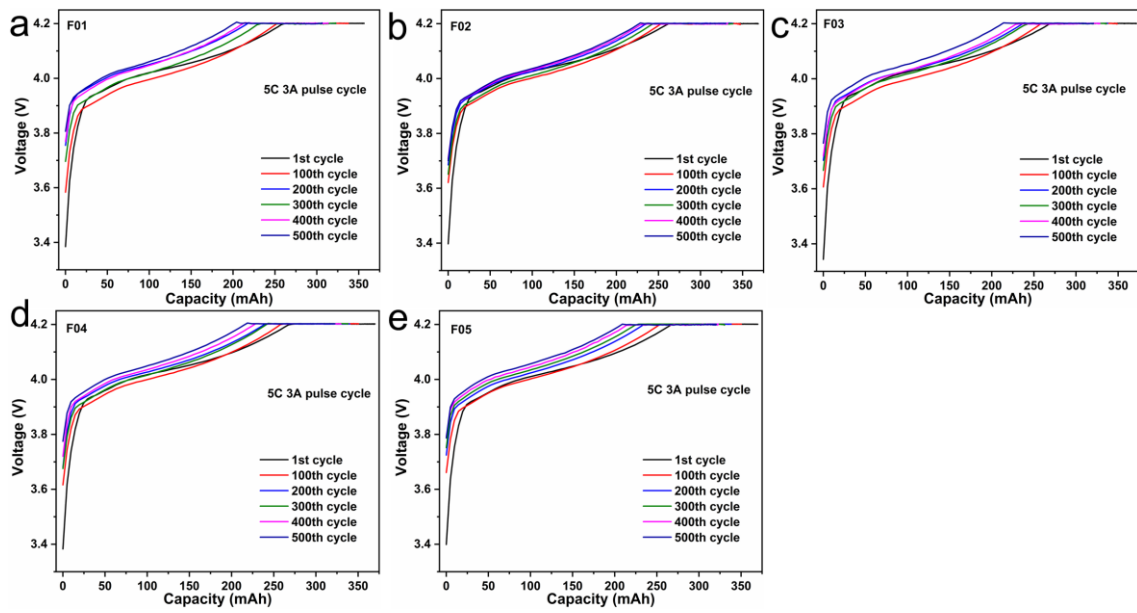 a
F01
4.2
4.0
3.8
3.6
3.4
Voltage (V)
5C 3A pulse cycle
1st cycle
100th cycle
200th cycle
300th cycle
400th cycle
500th cycle
0 50 100 150 200 250 300 350
Capacity (mAh)
b
F02
4.2
4.0
3.8
3.6
3.4
Voltage (V)
5C 3A pulse cycle
1st cycle
100th cycle
200th cycle
300th cycle
400th cycle
500th cycle
0 50 100 150 200 250 300 350
Capacity (mAh)
c
F03
4.2
4.0
3.8
3.6
3.4
Voltage (V)
5C 3A pulse cycle
1st cycle
100th cycle
200th cycle
300th cycle
400th cycle
500th cycle
0 50 100 150 200 250 300 350
Capacity (mAh)
d
F04
4.2
4.0
3.8
3.6
3.4
Voltage (V)
5C 3A pulse cycle
1st cycle
100th cycle
200th cycle
300th cycle
400th cycle
500th cycle
0 50 100 150 200 250 300 350
Capacity (mAh)
e
F05
4.2
4.0
3.8
3.6
3.4
Voltage (V)
5C 3A pulse cycle
1st cycle
100th cycle
200th cycle
300th cycle
400th cycle
500th cycle
0 50 100 150 200 250 300 350
Capacity (mAh)